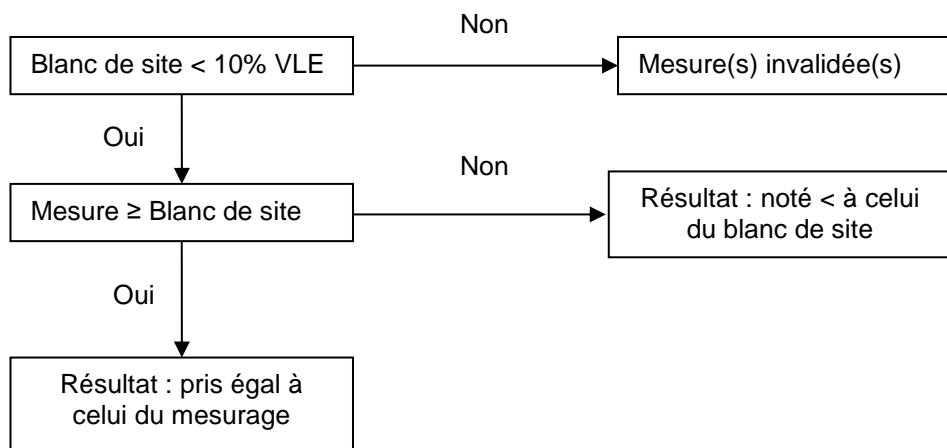 Non
Blanc de site < 10% VLE
Mesure(s) invalidée(s)
Oui
Non
Mesure ≥ Blanc de site
Résultat : noté < à celui
du blanc de site
Oui
Résultat : pris égal à
celui du mesurage